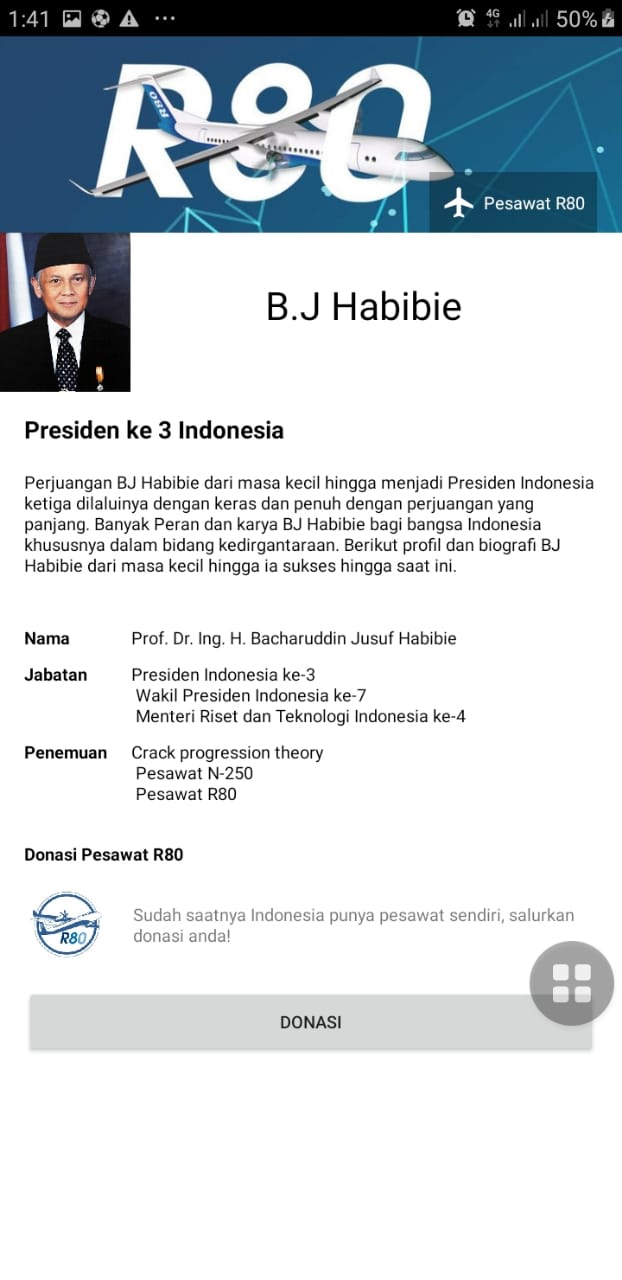 1:41
4G
50%
R80
R80
Pesawat R80
B.J Habibie
Presiden ke 3 Indonesia
Perjuangan BJ Habibie dari masa kecil hingga menjadi Presiden Indonesia
ketiga dilaluinya dengan keras dan penuh dengan perjuangan yang
panjang. Banyak Peran dan karya BJ Habibie bagi bangsa Indonesia
khususnya dalam bidang kedirgantaraan. Berikut profil dan biografi BJ
Habibie dari masa kecil hingga ia sukses hingga saat ini.
Nama Prof. Dr. Ing. H. Bacharuddin Jusuf Habibie
Jabatan Presiden Indonesia ke-3
Wakil Presiden Indonesia ke-7
Menteri Riset dan Teknologi Indonesia ke-4
Penemuan Crack progression theory
Pesawat N-250
Pesawat R80
Donasi Pesawat R80
R80
Sudah saatnya Indonesia punya pesawat sendiri, salurkan
donasi anda!
DONASI